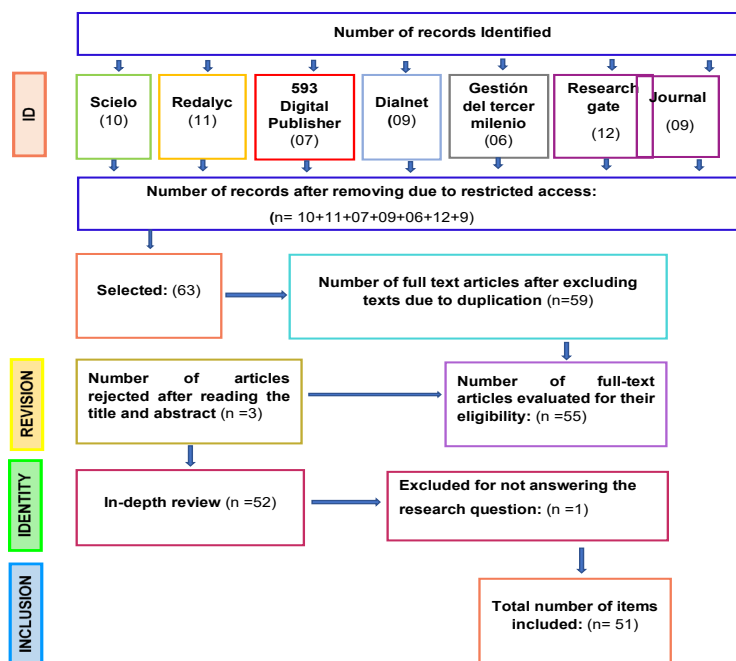 Number of records Identified
ID
Scielo
(10)
Redalyc
(11)
593
Digital
Publisher
(07)
Dialnet
(09)
Gestión
del tercer
milenio
(06)
Research
gate
(12)
Journal
(09)
Number of records after removing due to restricted access:
(n= 10+11+07+09+06+12+9)
Selected: (63)
Number of full text articles after excluding
texts due to duplication (n=59)
REVISION
Number of articles
rejected after reading the
title and abstract (n =3)
Number of full-text
articles evaluated for their
eligibility: (n =55)
IDENTITY
In-depth review (n =52)
Excluded for not answering the
research question: (n =1)
INCLUSION
Total number of items
included: (n= 51)